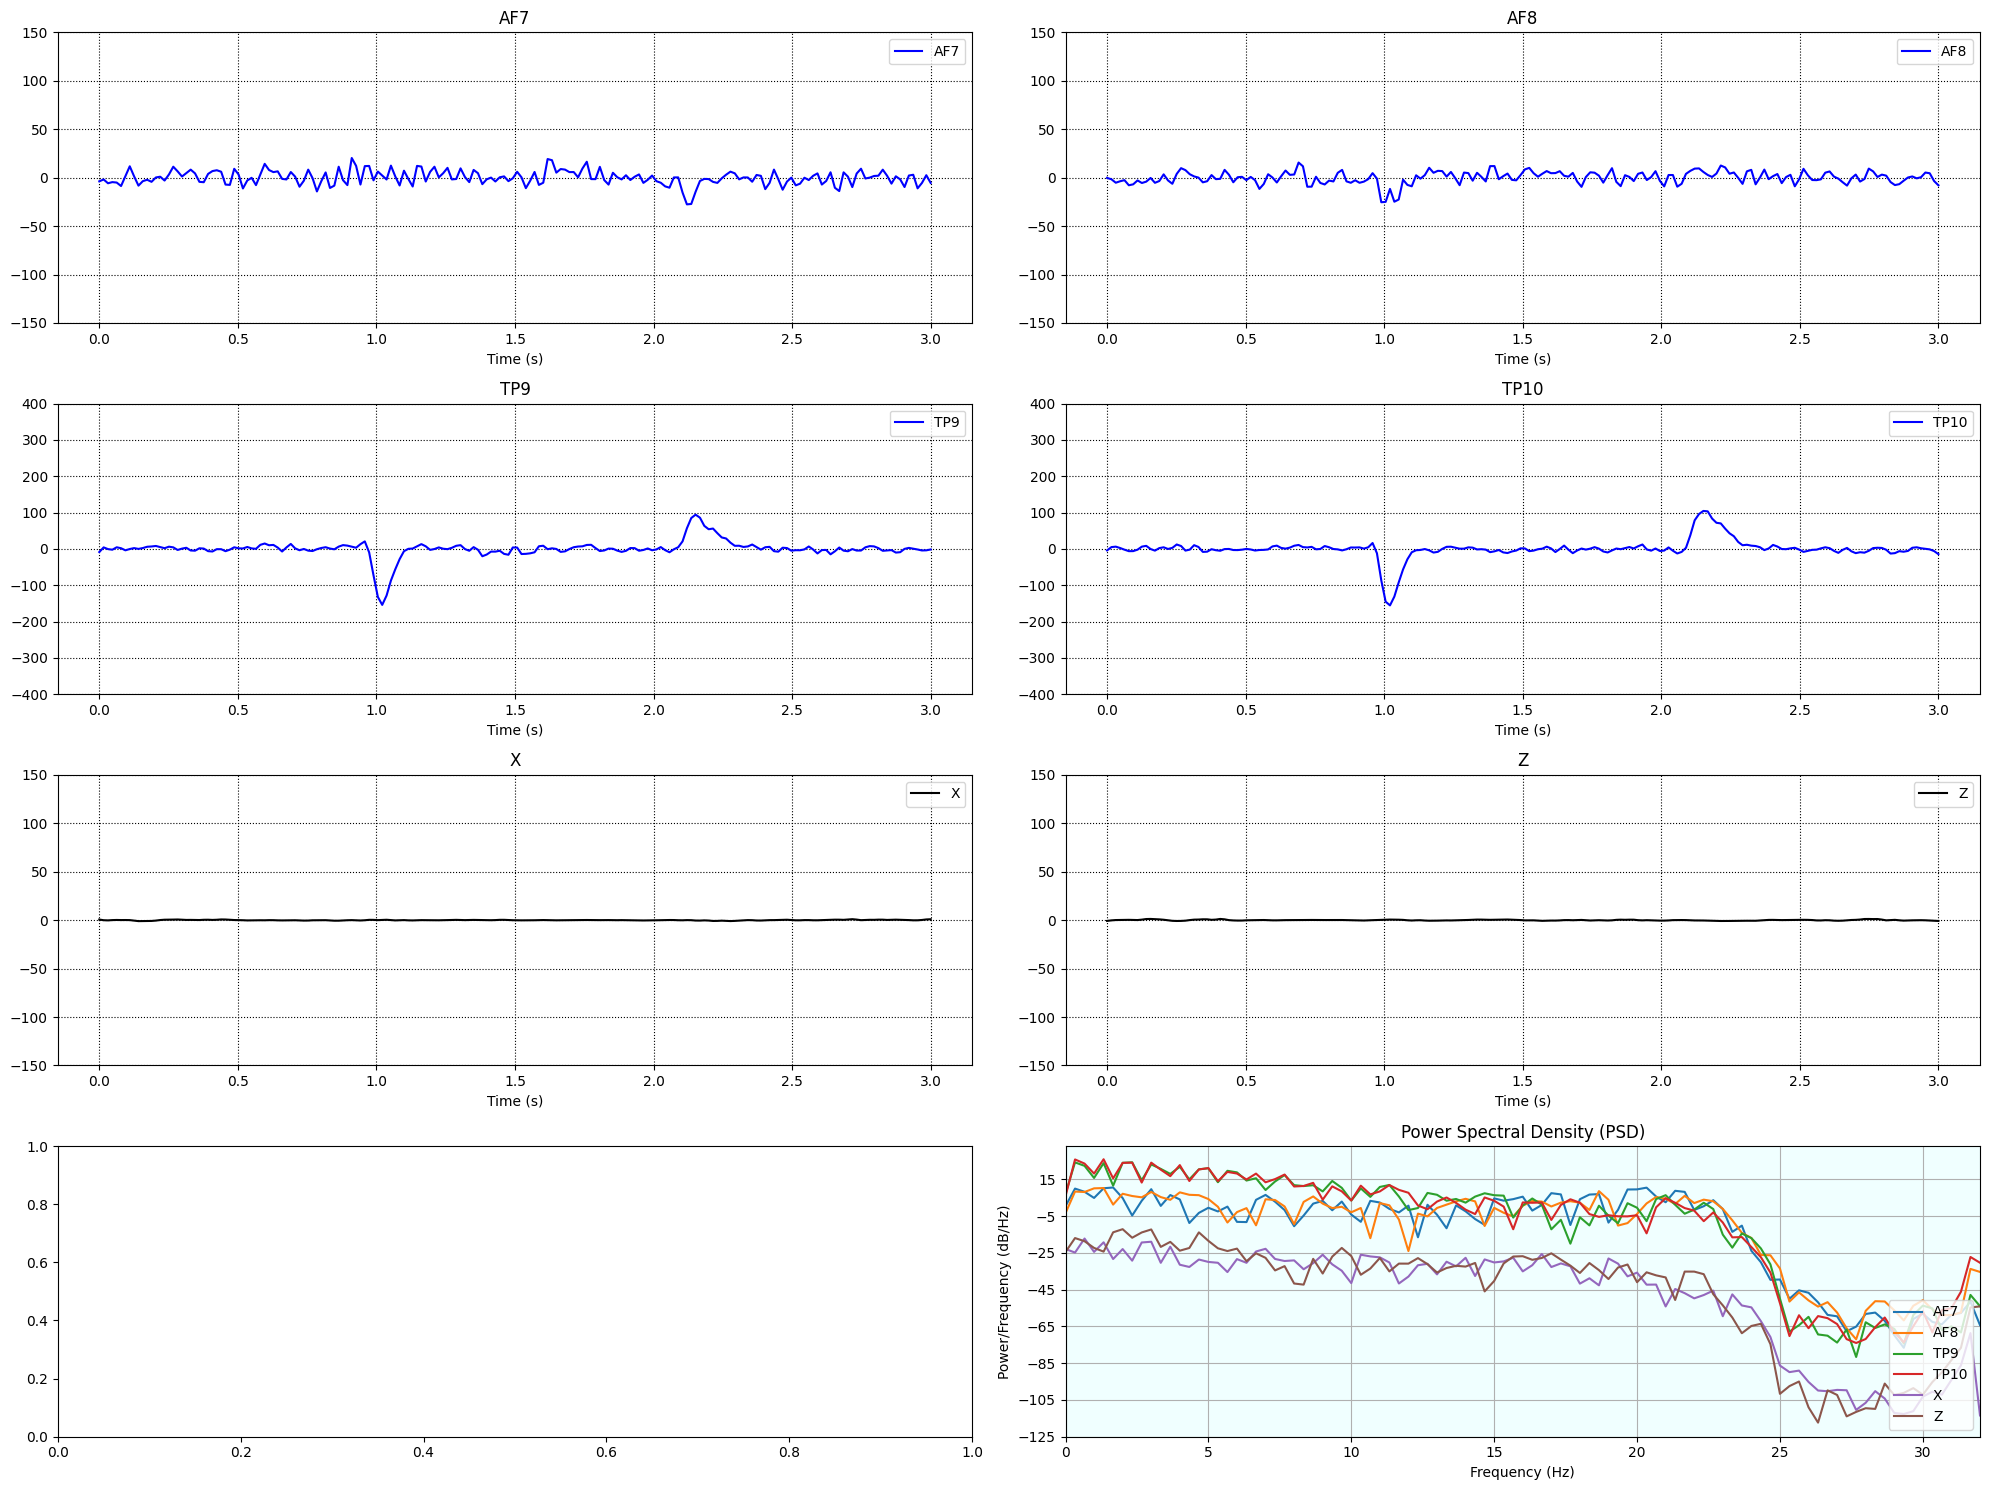 AF7
150
100
50
0
−50
−100
−150
AF7
0.0 0.5 1.0 1.5 2.0 2.5 3.0
Time (s)
AF8
150
100
50
0
−50
−100
−150
AF8
0.0 0.5 1.0 1.5 2.0 2.5 3.0
Time (s)
TP9
400
300
200
100
0
−100
−200
−300
−400
TP9
0.0 0.5 1.0 1.5 2.0 2.5 3.0
Time (s)
TP10
400
300
200
100
0
−100
−200
−300
−400
TP10
0.0 0.5 1.0 1.5 2.0 2.5 3.0
Time (s)
X
150
100
50
0
−50
−100
−150
X
0.0 0.5 1.0 1.5 2.0 2.5 3.0
Time (s)
Z
150
100
50
0
−50
−100
−150
Z
0.0 0.5 1.0 1.5 2.0 2.5 3.0
Time (s)
1.0
0.8
0.6
0.4
0.2
0.0
0.0 0.2 0.4 0.6 0.8 1.0
Power Spectral Density (PSD)
Power/Frequency (dB/Hz)
15
−5
−25
−45
−65
−85
−105
−125
AF7
AF8
TP9
TP10
X
Z
0 5 10 15 20 25 30
Frequency (Hz)